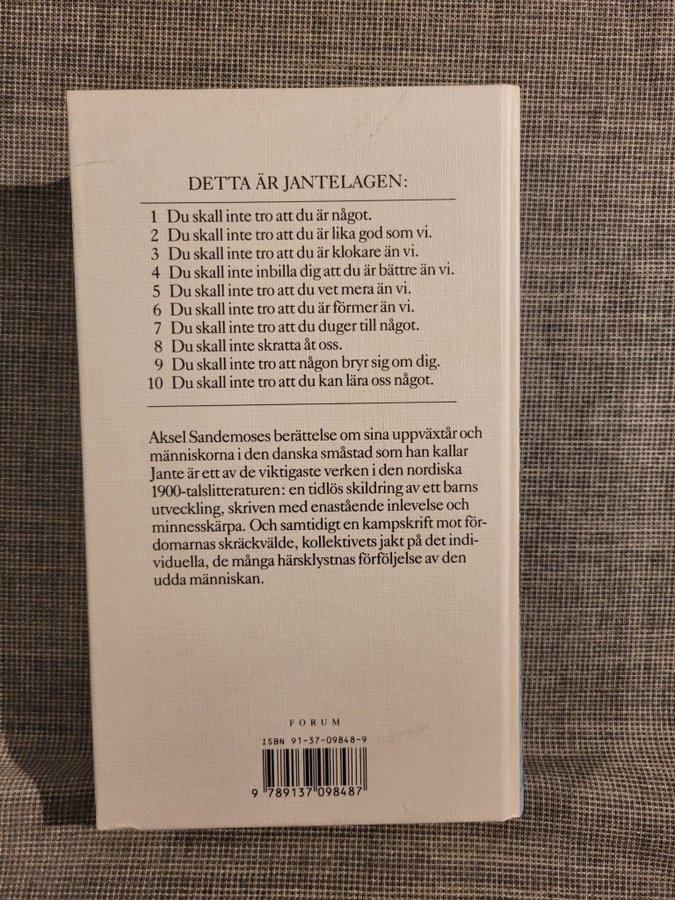 DETTA ÄR JANTELAGEN:
1 Du skall inte tro att du är något.
2 Du skall inte tro att du är lika god som vi.
3 Du skall inte tro att du är klokare än vi.
4 Du skall inte inbilla dig att du är bättre än vi.
5 Du skall inte tro att du vet mera än vi.
6 Du skall inte tro att du är förmer än vi.
7 Du skall inte tro att du duger till något.
8 Du skall inte skratta åt oss.
9 Du skall inte tro att någon bryr sig om dig.
10 Du skall inte tro att du kan lära oss något.
Aksel Sandemoses berättelse om sina uppväxtår och
människorna i den danska småstad som han kallar
Jante är ett av de viktigaste verken i den nordiska
1900-talslitteraturen: en tidlös skildring av ett barns
utveckling, skriven med enastående inlevelse och
minnesskärpa. Och samtidigt en kampskrift mot för-
domarnas skräckvälde, kollektivets jakt på det indi-
viduella, de många härsklystnas förföljelse av den
udda människan.
FORUM
ISBN 91-37-09848-9
9 789137 098487